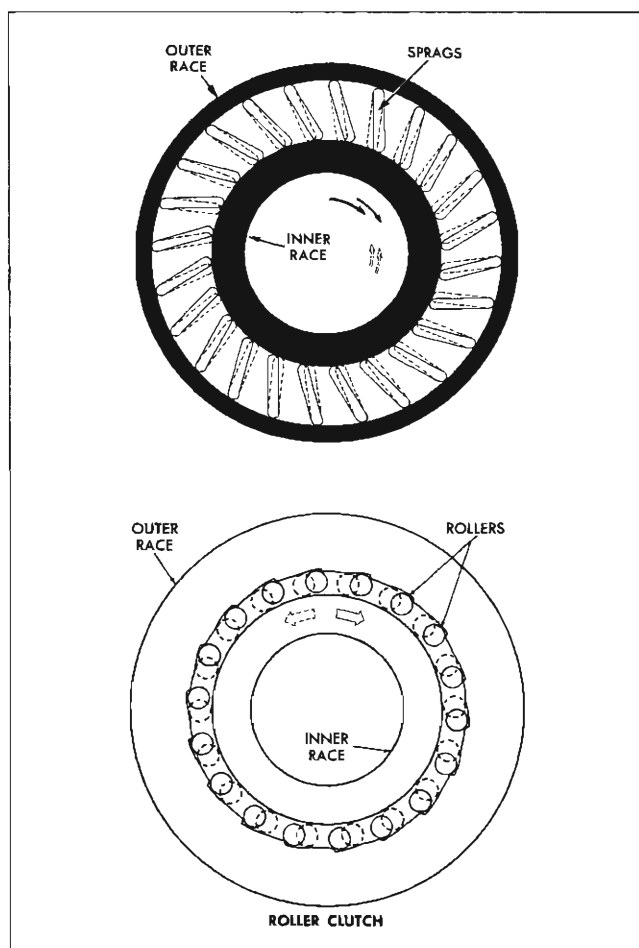 OUTER
RACE
SPRAGS
INNER
RACE
OUTER
RACE
ROLLERS
INNER
RACE
ROLLER CLUTCH